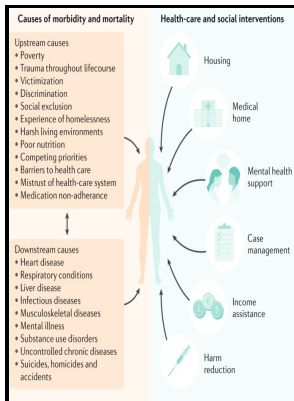 Causes of morbidity and mortality
Upstream causes
• Poverty
• Trauma throughout lifecourse
• Victimization
• Discrimination
• Social exclusion
• Experience of homelessness
• Harsh living environments
• Poor nutrition
• Competing priorities
• Barriers to health care
• Mistrust of health-care system
• Medication non-adherance
Downstream causes
• Heart disease
• Respiratory conditions
• Liver disease
• Infectious diseases
• Musculoskeletal diseases
• Mental illness
• Substance use disorders
• Uncontrolled chronic diseases
• Suicides, homicides and
accidents
Health-care and social interventions
Housing
Medical
home
Mental health
support
Case
management
Income
assistance
Harm
reduction